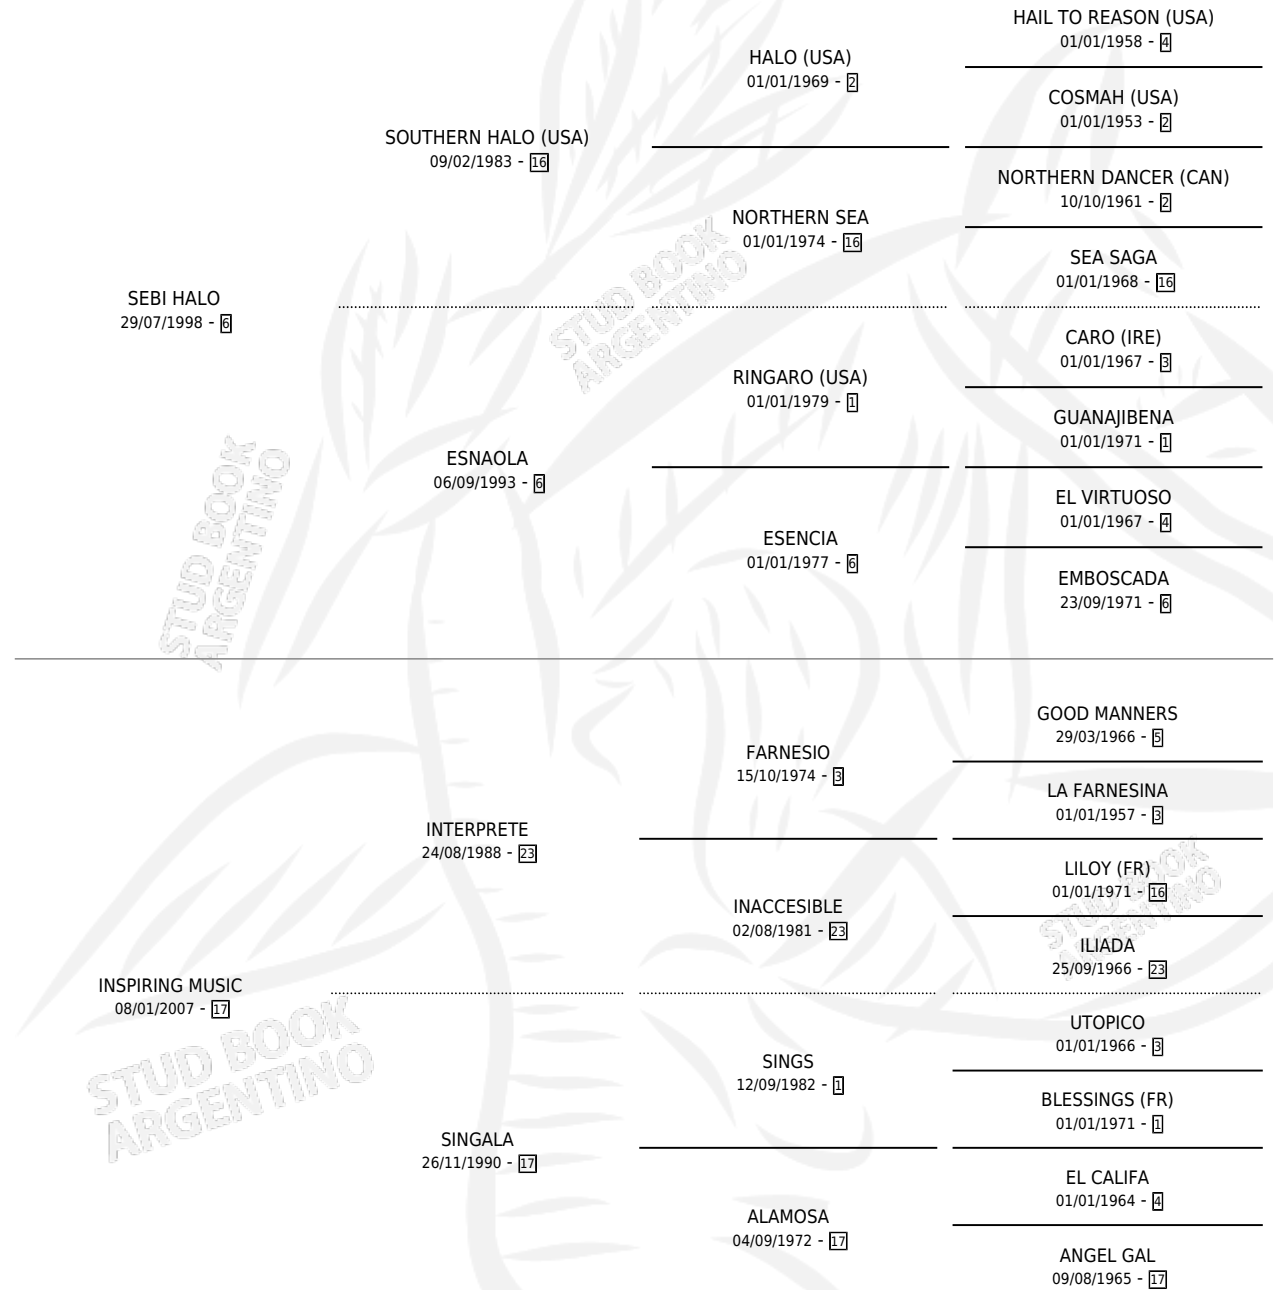 HAIL TO REASON (USA)
01/01/1958 - 4
HALO (USA)
01/01/1969 - 2
COSMAH (USA)
01/01/1953 - 2
SOUTHERN HALO (USA)
09/02/1983 - 16
NORTHERN DANCER (CAN)
10/10/1961 - 2
NORTHERN SEA
01/01/1974 - 16
SEA SAGA
01/01/1968 - 16
SEBI HALO
29/07/1998 - 6
CARO (IRE)
01/01/1967 - 3
RINGARO (USA)
01/01/1979 - 1
GUANAJIBENA
01/01/1971 - 1
ESNAOLA
06/09/1993 - 6
EL VIRTUOSO
01/01/1967 - 4
ESENCIA
01/01/1977 - 6
EMBOSCADA
23/09/1971 - 6
STUD BOOK
ARGENTINO
STUD BOOK
ARGENTINO
GOOD MANNERS
29/03/1966 - 5
FARNESIO
15/10/1974 - 3
LA FARNESINA
01/01/1957 - 3
INTERPRETE
24/08/1988 - 23
LILOY (FR)
01/01/1971 - 16
INACCESIBLE
02/08/1981 - 23
ILIADA
25/09/1966 - 23
STUD BOOK
ARGENTINO
INSPIRING MUSIC
08/01/2007 - 17
UTOPICO
01/01/1966 - 3
SINGS
12/09/1982 - 1
BLESSINGS (FR)
01/01/1971 - 1
STUD BOOK
ARGENTINO
SINGALA
26/11/1990 - 17
EL CALIFA
01/01/1964 - 4
ALAMOSA
04/09/1972 - 17
ANGEL GAL
09/08/1965 - 17